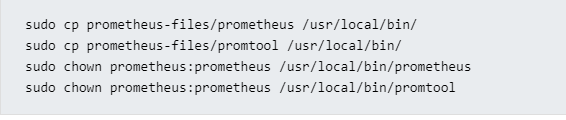 sudo cp prometheus-files/prometheus /usr/local/bin/
sudo cp prometheus-files/promtool /usr/local/bin/
sudo chown prometheus:prometheus /usr/local/bin/prometheus
sudo chown prometheus:prometheus /usr/local/bin/promtool